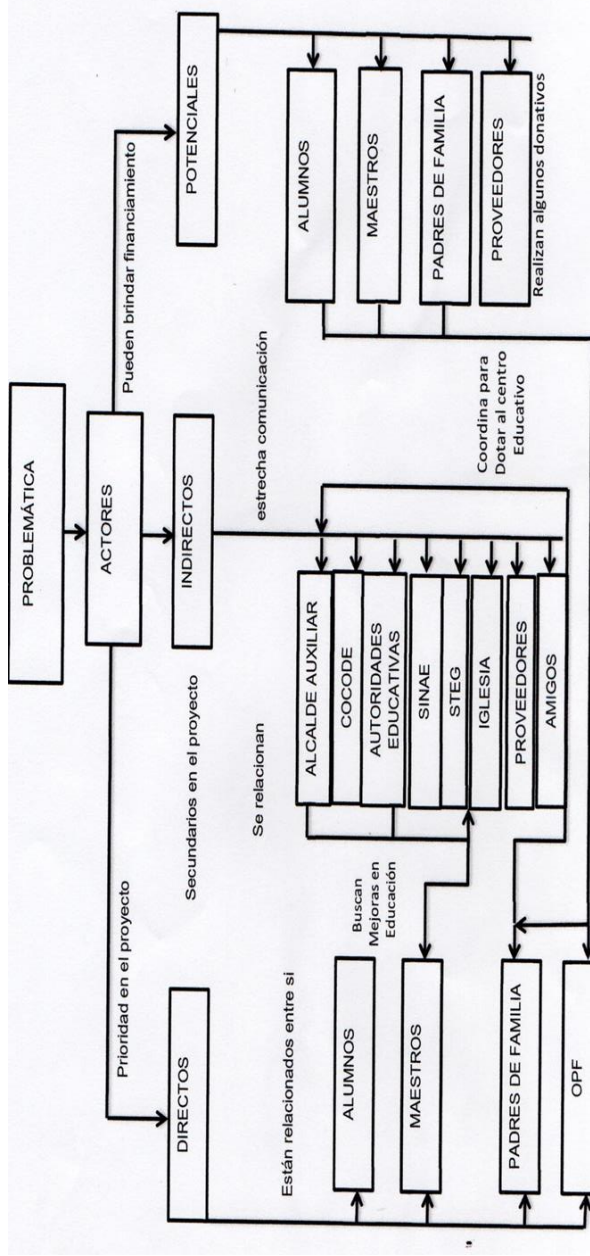 PROBLEMÁTICA
ACTORES
Prioridad en el proyecto
Pueden brindar financiamiento
DIRECTOS
INDIRECTOS
POTENCIALES
Secundarios en el proyecto
Están relacionados entre si
Se relacionan
estrecha comunicación
ALUMNOS
MAESTROS
PADRES DE FAMILIA
OPF
Buscan
Mejoras en
Educación
ALCALDE AUXILIAR
COCODE
AUTORIDADES
EDUCATIVAS
SINAE
STEG
IGLESIA
PROVEEDORES
AMIGOS
Coordina para
Dotar al centro
Educativo
ALUMNOS
MAESTROS
PADRES DE FAMILIA
PROVEEDORES
Realizan algunos donativos